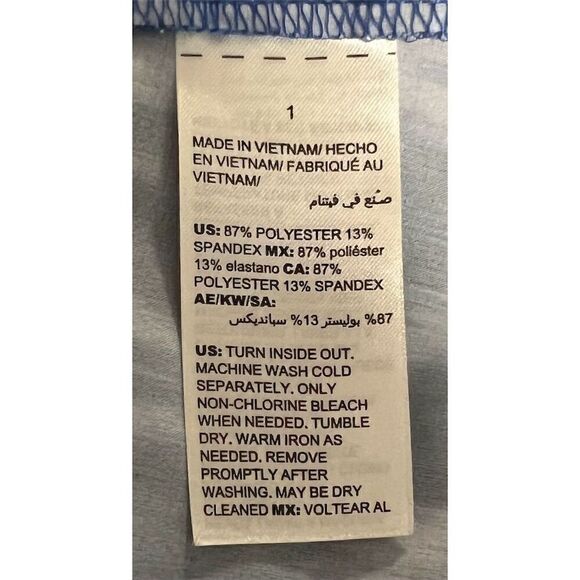 1
MADE IN VIETNAM/ HECHO
EN VIETNAM/ FABRIQUÉ AU
VIETNAM/
صُنع في فيتنام
US: 87% POLYESTER 13%
SPANDEX MX: 87% poliéster
13% elastano CA: 87%
POLYESTER 13% SPANDEX
AE/KW/SA:
87% بوليستر 13% سبانديكس
US: TURN INSIDE OUT.
MACHINE WASH COLD
SEPARATELY. ONLY
NON-CHLORINE BLEACH
WHEN NEEDED. TUMBLE
DRY. WARM IRON AS
NEEDED. REMOVE
PROMPTLY AFTER
WASHING. MAY BE DRY
CLEANED MX: VOLTEAR AL